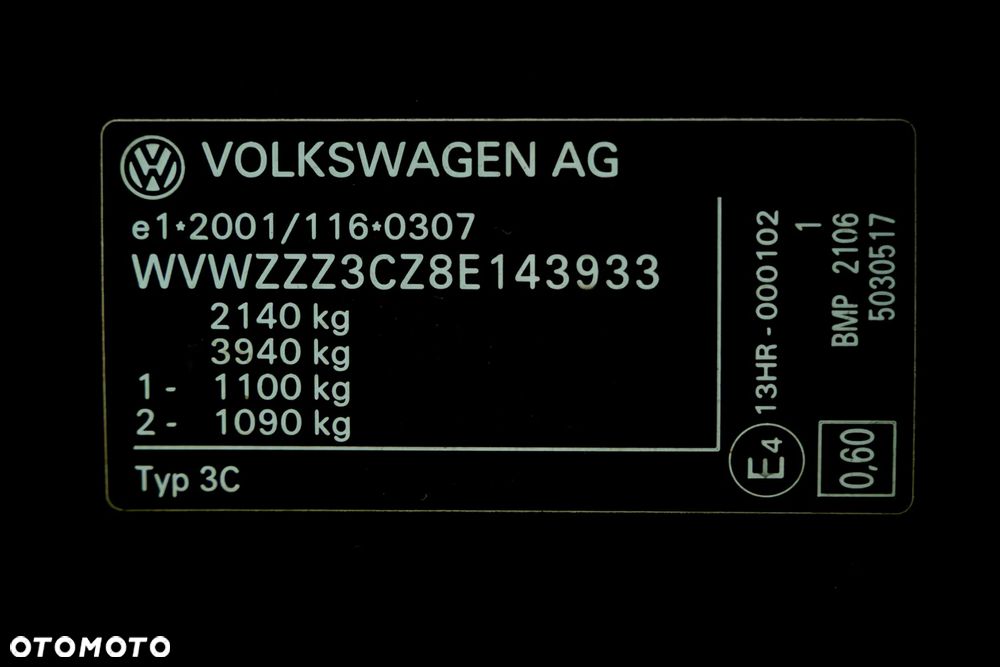 VOLKSWAGEN AG
e1*2001/116*0307
WVWZZZ3CZ8E143933
2140 kg
3940 kg
1- 1100 kg
2- 1090 kg
Typ 3C
E4 13HR-000102
1
BMP 2106
5030517
0,60
OTOMOTO